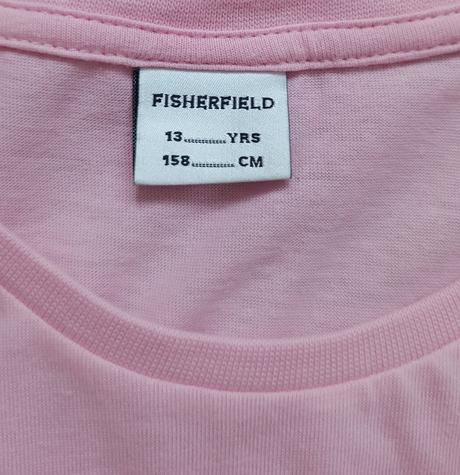 FISHERFIELD
13............YRS
158............ CM